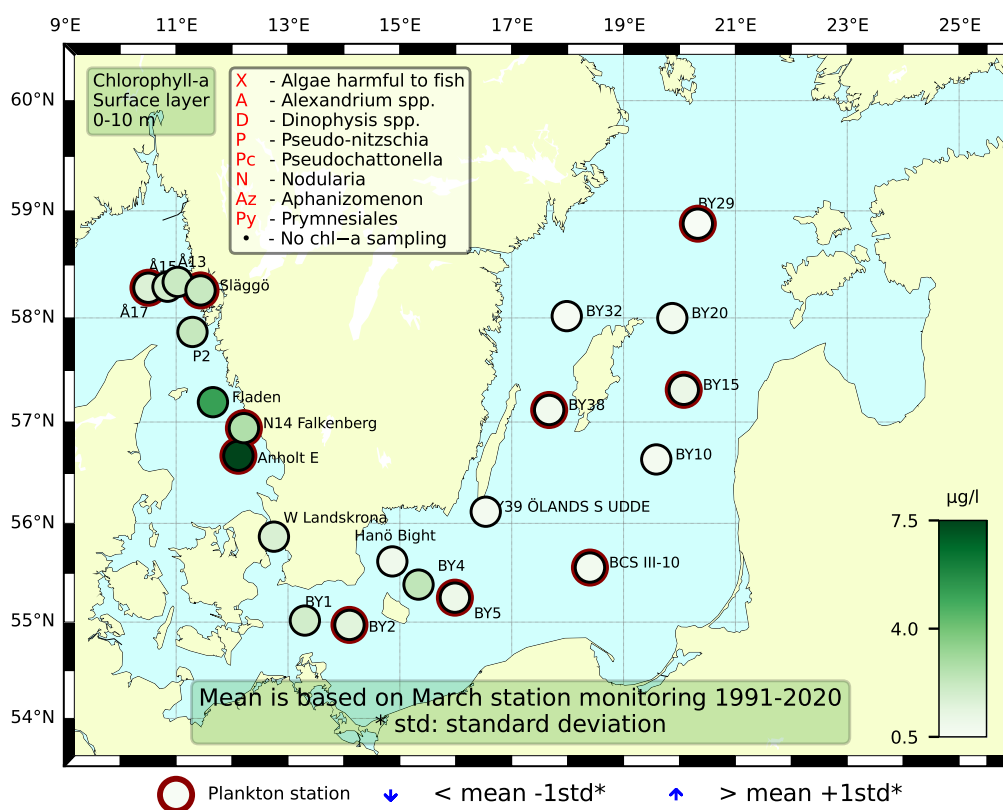 9°E 11°E 13°E 15°E 17°E 19°E 21°E 23°E 25°E
60°N
59°N
58°N
57°N
56°N
55°N
54°N
Chlorophyll-a
Surface layer
0-10 m
X - Algae harmful to fish
A - Alexandrium spp.
D - Dinophysis spp.
P - Pseudo-nitzschia
Pc - Pseudochattonella
N - Nodularia
Az - Aphanizomenon
Py - Prymnesiales
• - No chl−a sampling
BY29
Å15
Å13
Släggö
Å17
BY32
BY20
P2
BY15
Fladen
BY38
N14 Falkenberg
Anholt E
BY10
Y39 ÖLANDS S UDDE
W Landskrona
Hanö Bight
BY4
BCS III-10
BY1
BY5
BY2
µg/l
7.5
4.0
0.5
Mean is based on March station monitoring 1991-2020
* std: standard deviation
Plankton station
< mean -1std*
> mean +1std*